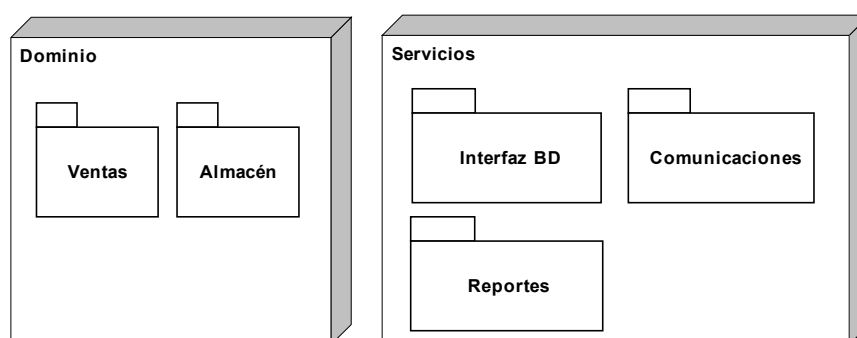 Dominio
Ventas
Almacén
Servicios
Interfaz BD
Comunicaciones
Reportes